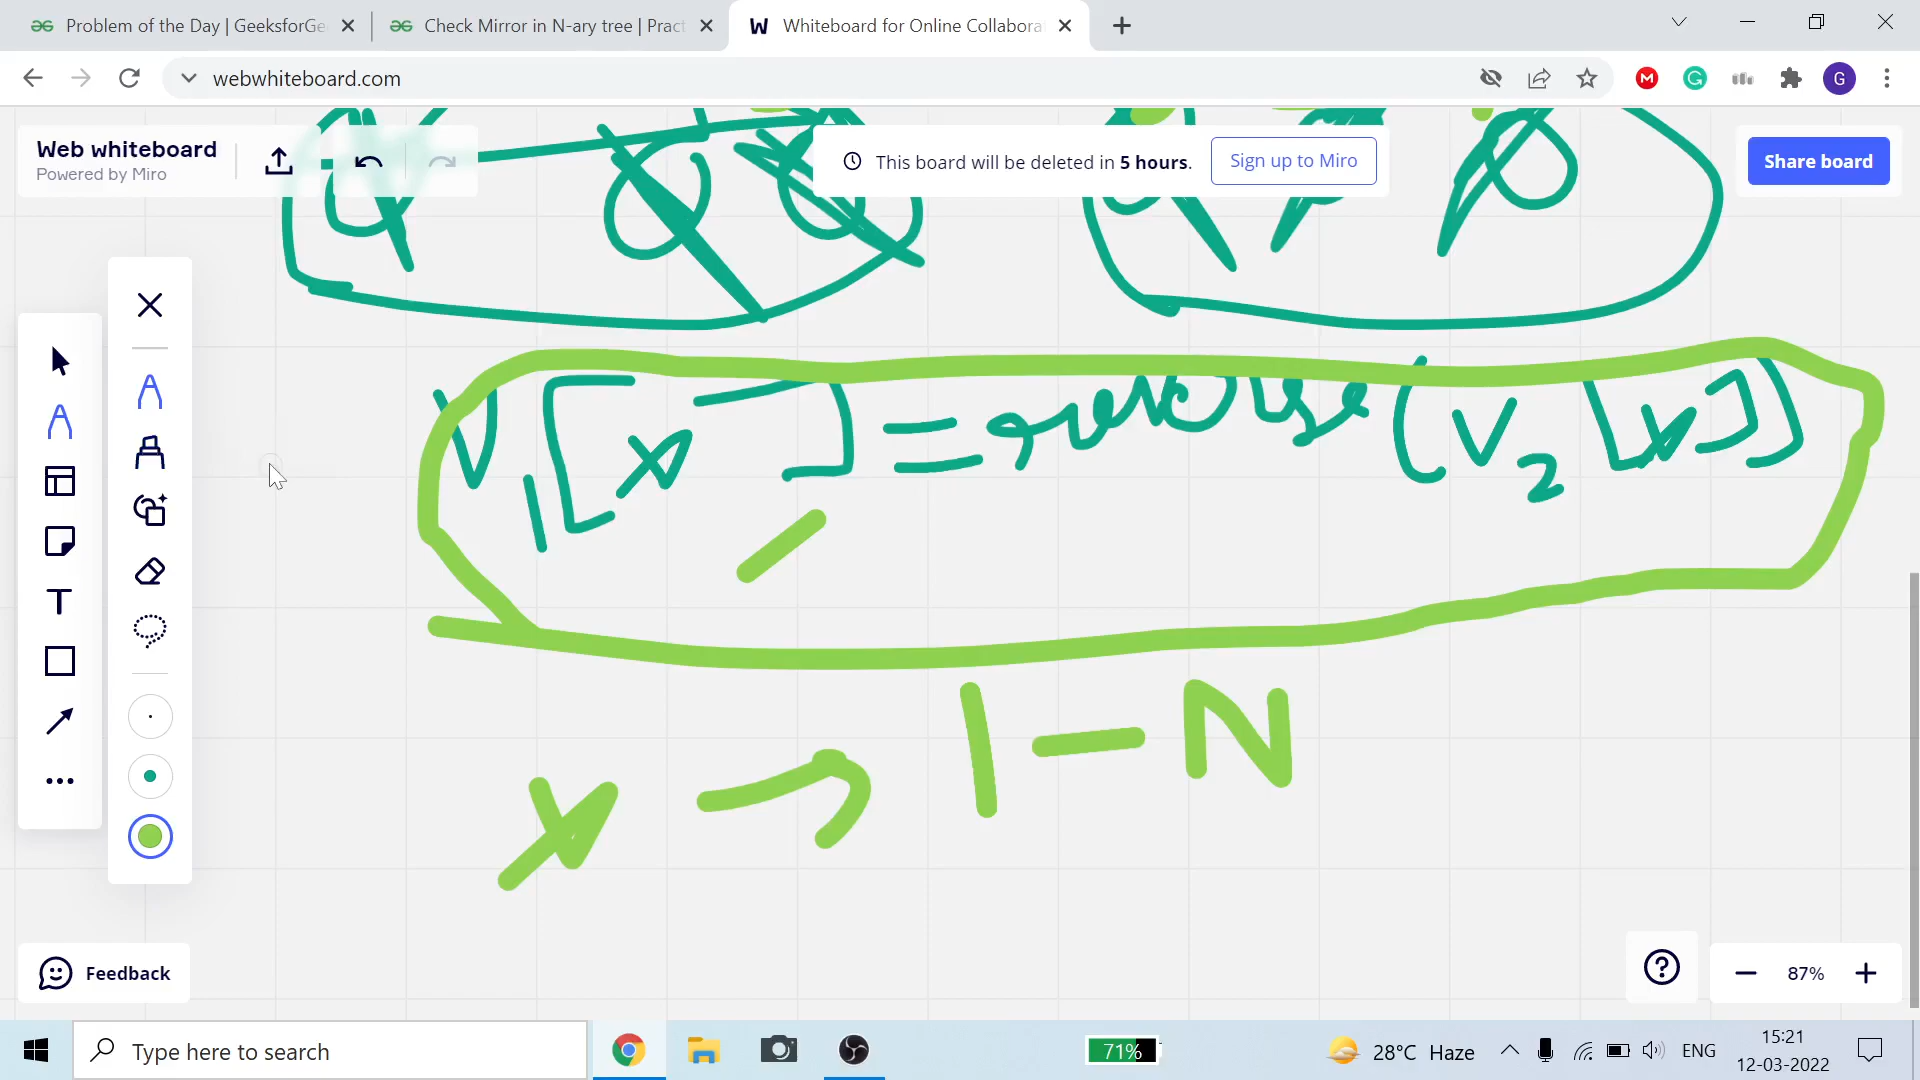 Problem of the Day | GeeksforGe
Check Mirror in N-ary tree | Pract
W Whiteboard for Online Collabora
webwhiteboard.com
M G G
Web whiteboard
Powered by Miro
This board will be deleted in 5 hours.
Sign up to Miro
Share board
V1[x] = reverse(V2[x])
x → 1 - N
T
Feedback
87%
Type here to search
71%
28°C Haze
ENG
15:21
12-03-2022